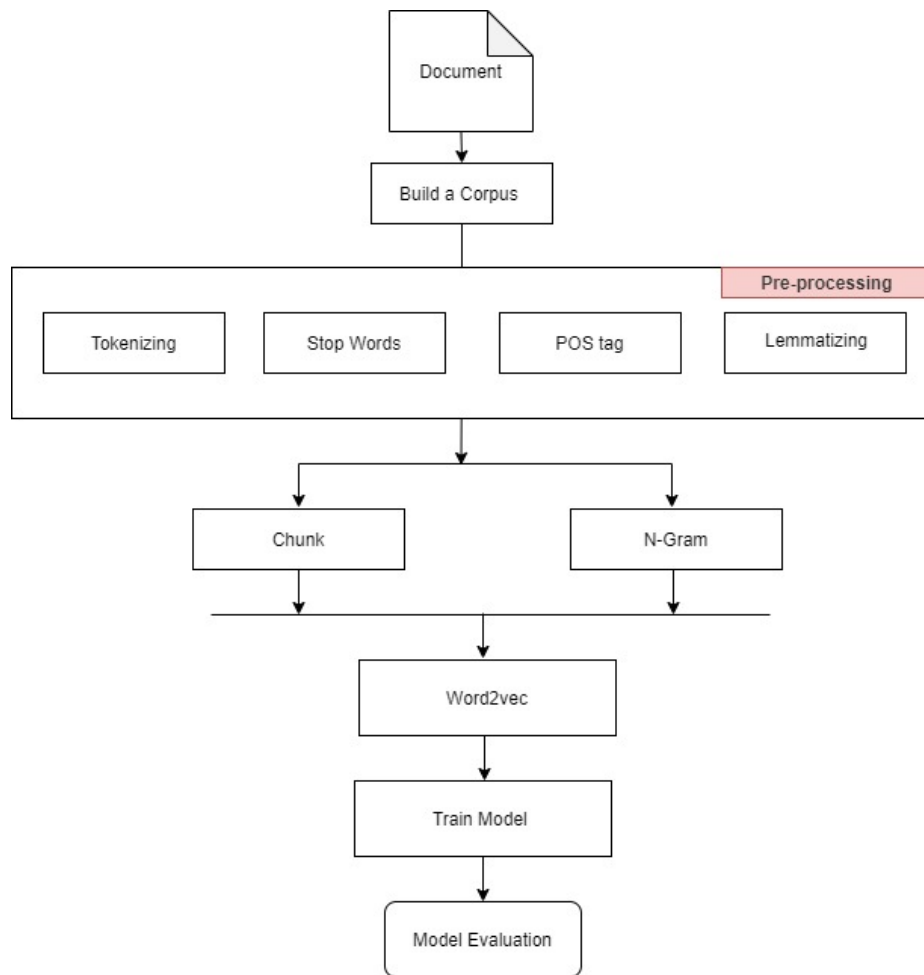 Document
Build a Corpus
Pre-processing
Tokenizing
Stop Words
POS tag
Lemmatizing
Chunk
N-Gram
Word2vec
Train Model
Model Evaluation